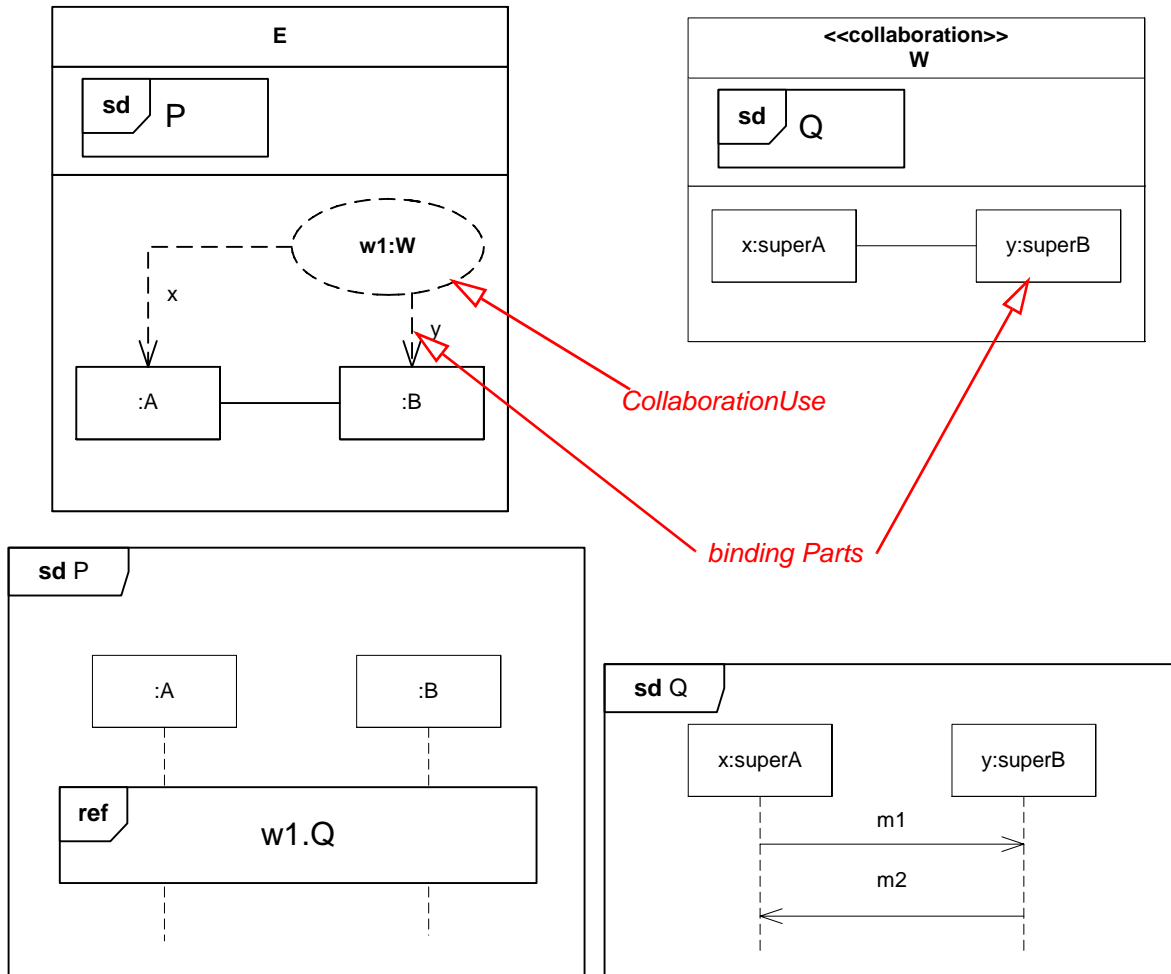 E
sd P
w1:W
x
y
:A
:B
<<collaboration>>
W
sd Q
x:superA
y:superB
CollaborationUse
binding Parts
sd P
:A
:B
ref
w1.Q
sd Q
x:superA
y:superB
m1
m2